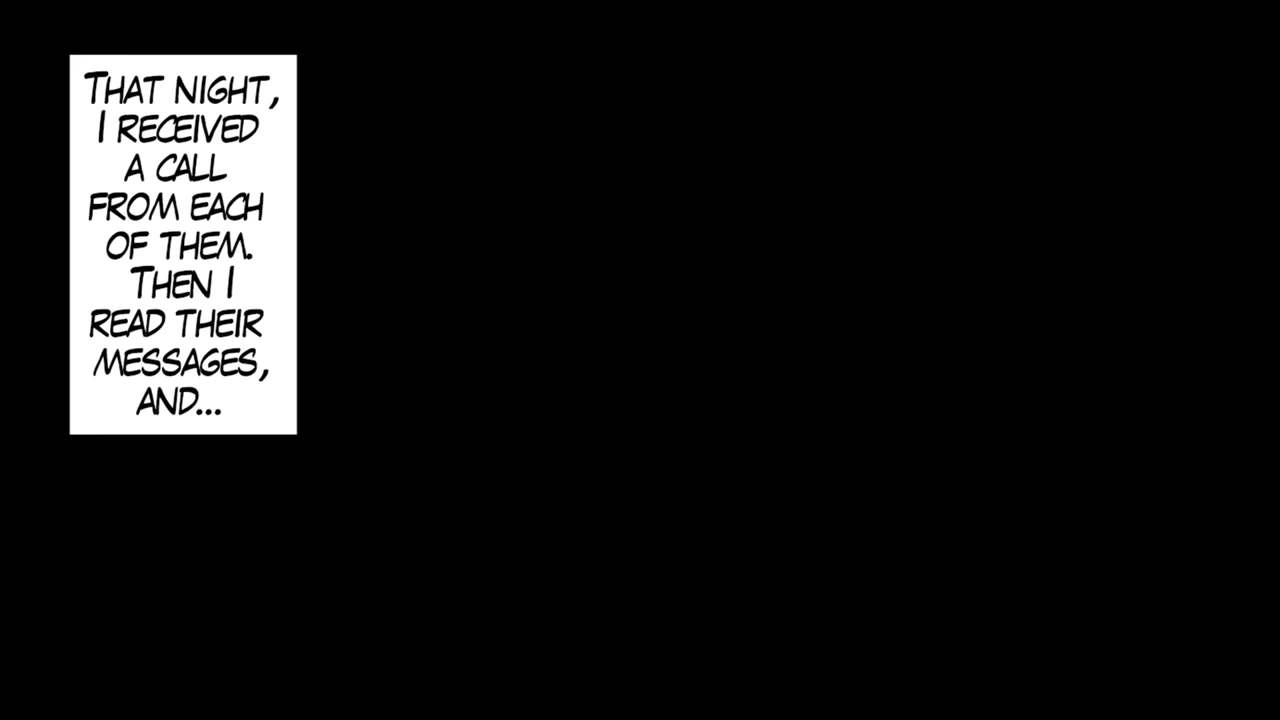 THAT NIGHT,
I RECEIVED
A CALL
FROM EACH
OF THEM.
THEN I
READ THEIR
MESSAGES,
AND...